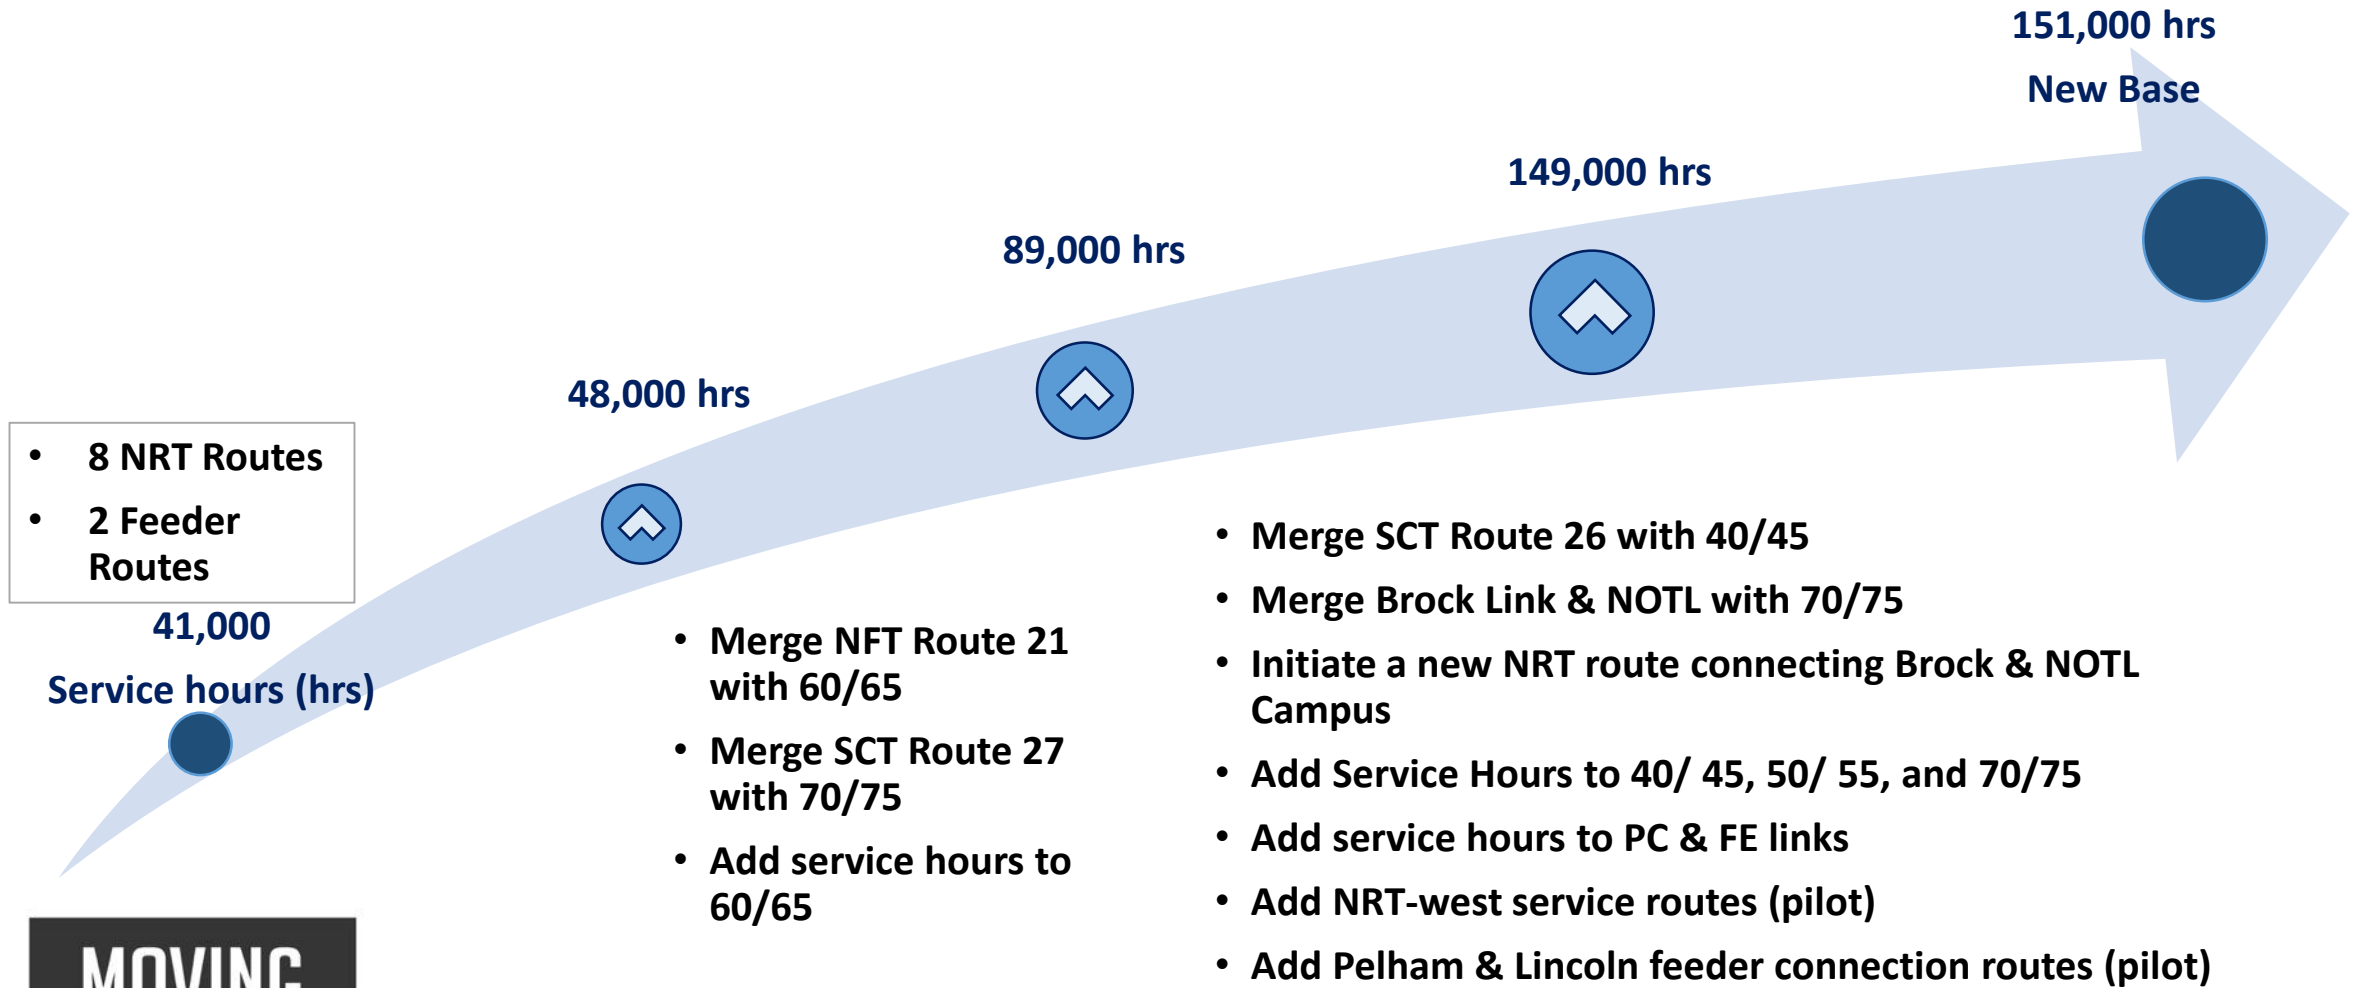 151,000 hrs
New Base
149,000 hrs
89,000 hrs
48,000 hrs
• 8 NRT Routes
• 2 Feeder
Routes
41,000
Service hours (hrs)
• Merge NFT Route 21
with 60/65
• Merge SCT Route 27
with 70/75
• Add service hours to
60/65
• Merge SCT Route 26 with 40/45
• Merge Brock Link & NOTL with 70/75
• Initiate a new NRT route connecting Brock & NOTL
Campus
• Add Service Hours to 40/ 45, 50/ 55, and 70/75
• Add service hours to PC & FE links
• Add NRT-west service routes (pilot)
• Add Pelham & Lincoln feeder connection routes (pilot)
MOVING